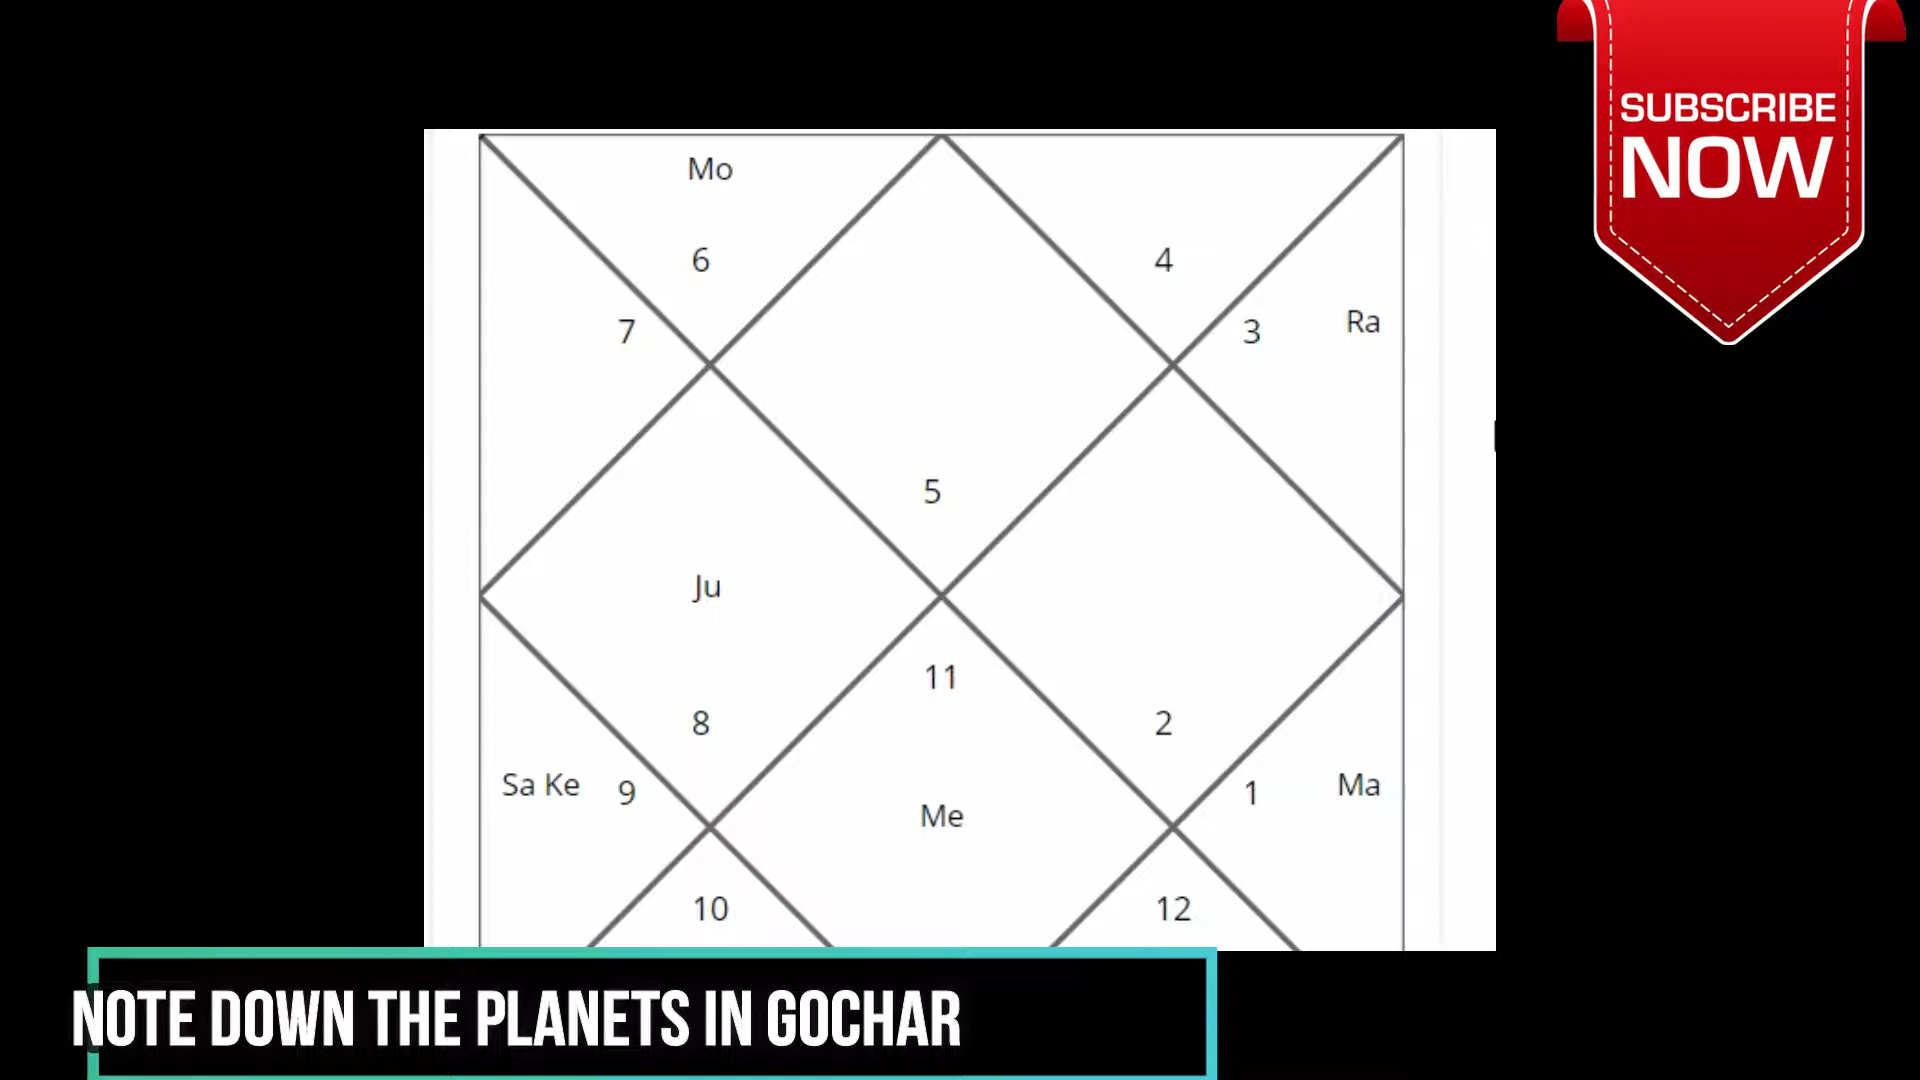 SUBSCRIBE
NOW
Mo
6
4
7
3
Ra
5
Ju
11
8
2
Sa Ke
9
1
Ma
Me
10
12
NOTE DOWN THE PLANETS IN GOCHAR